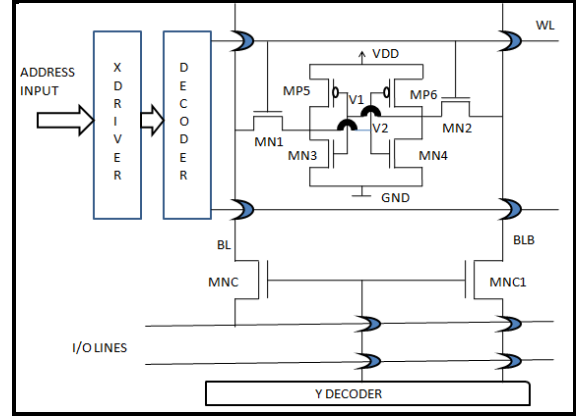 WL
ADDRESS
INPUT
X
D
R
I
V
E
R
D
E
C
O
D
E
R
VDD
MP5
MP6
V1
V2
MN1
MN2
MN3
MN4
GND
BL
BLB
MNC
MNC1
I/O LINES
Y DECODER